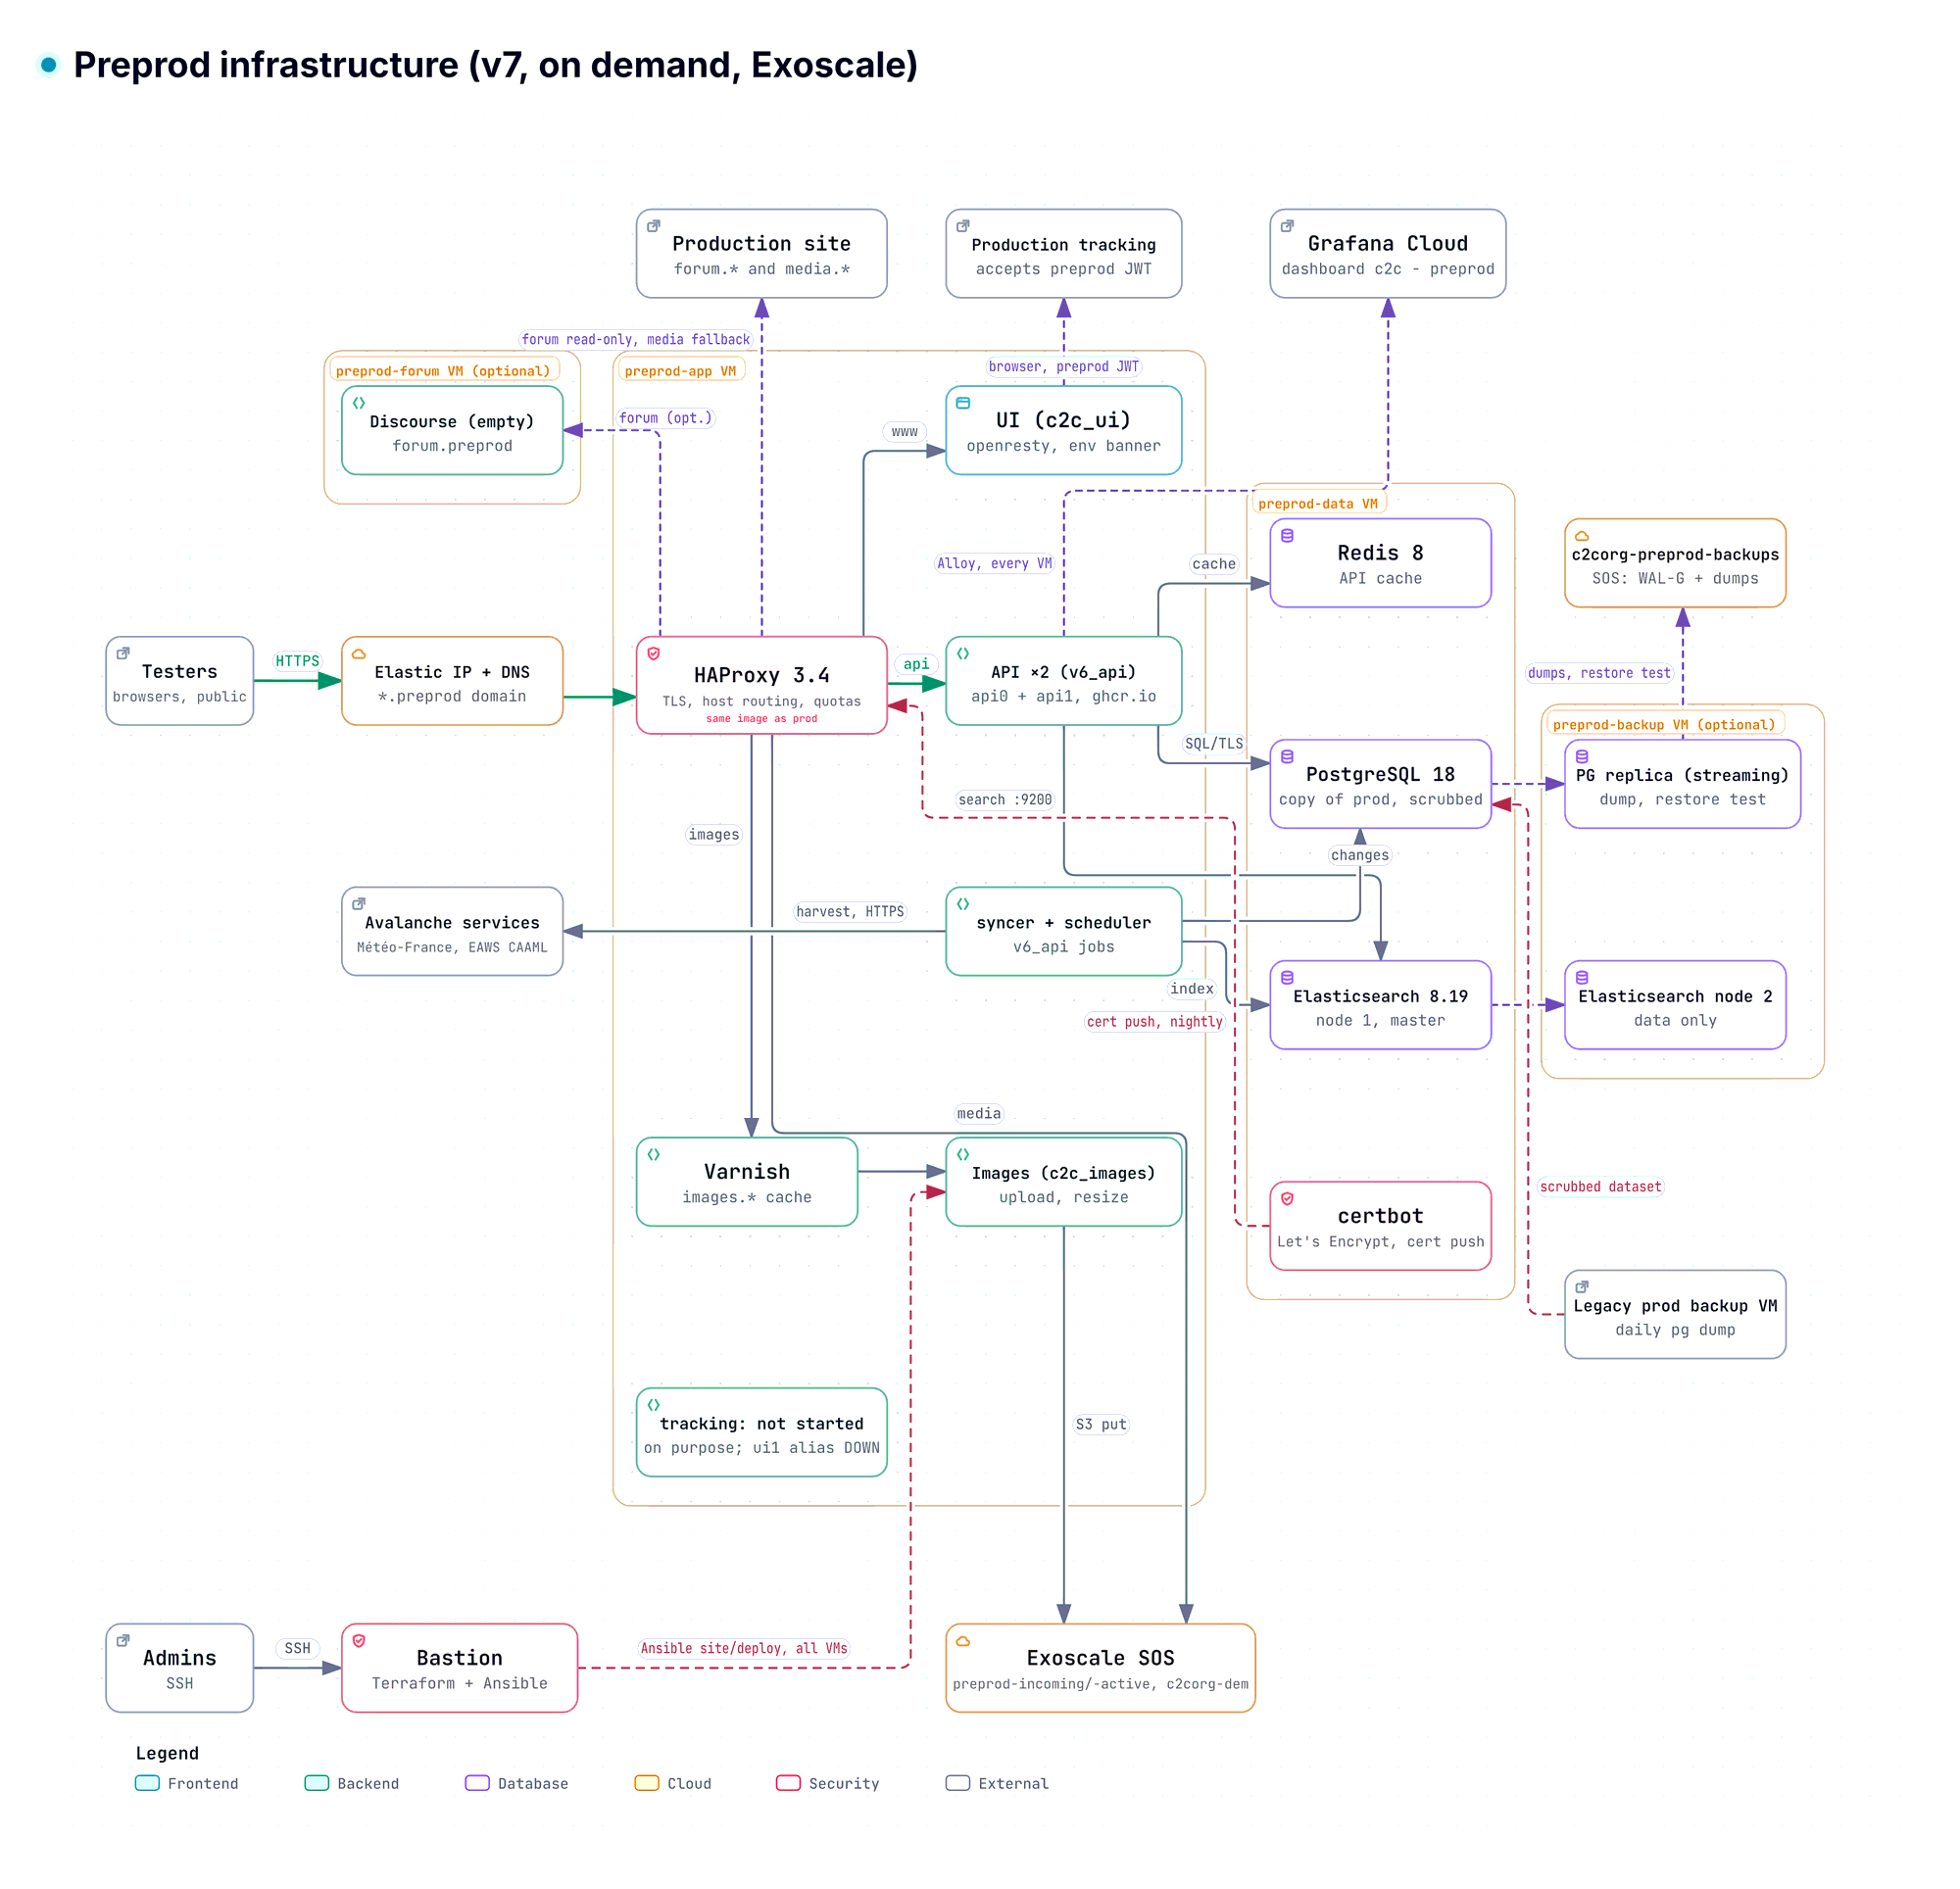 Preprod infrastructure (v7, on demand, Exoscale)
Production site
forum.* and media.*
Production tracking
accepts preprod JWT
Grafana Cloud
dashboard c2c - preprod
forum read-only, media fallback
preprod-forum VM (optional)
preprod-app VM
browser, preprod JWT
Discourse (empty)
forum.preprod
forum (opt.)
www
UI (c2c_ui)
openresty, env banner
preprod-data VM
Redis 8
API cache
c2corg-preprod-backups
SOS: WAL-G + dumps
Alloy, every VM
cache
Testers
browsers, public
HTTPS
Elastic IP + DNS
*.preprod domain
HAProxy 3.4
TLS, host routing, quotas
same image as prod
api
API ×2 (v6_api)
api0 + api1, ghcr.io
dumps, restore test
preprod-backup VM (optional)
SQL/TLS
PostgreSQL 18
copy of prod, scrubbed
PG replica (streaming)
dump, restore test
search :9200
images
changes
Avalanche services
Météo-France, EAWS CAAML
harvest, HTTPS
syncer + scheduler
v6_api jobs
index
cert push, nightly
Elasticsearch 8.19
node 1, master
Elasticsearch node 2
data only
media
Varnish
images.* cache
Images (c2c_images)
upload, resize
scrubbed dataset
certbot
Let's Encrypt, cert push
Legacy prod backup VM
daily pg dump
tracking: not started
on purpose; ui1 alias DOWN
S3 put
Admins
SSH
SSH
Bastion
Terraform + Ansible
Ansible site/deploy, all VMs
Exoscale SOS
preprod-incoming/-active, c2corg-dem
Legend
Frontend
Backend
Database
Cloud
Security
External